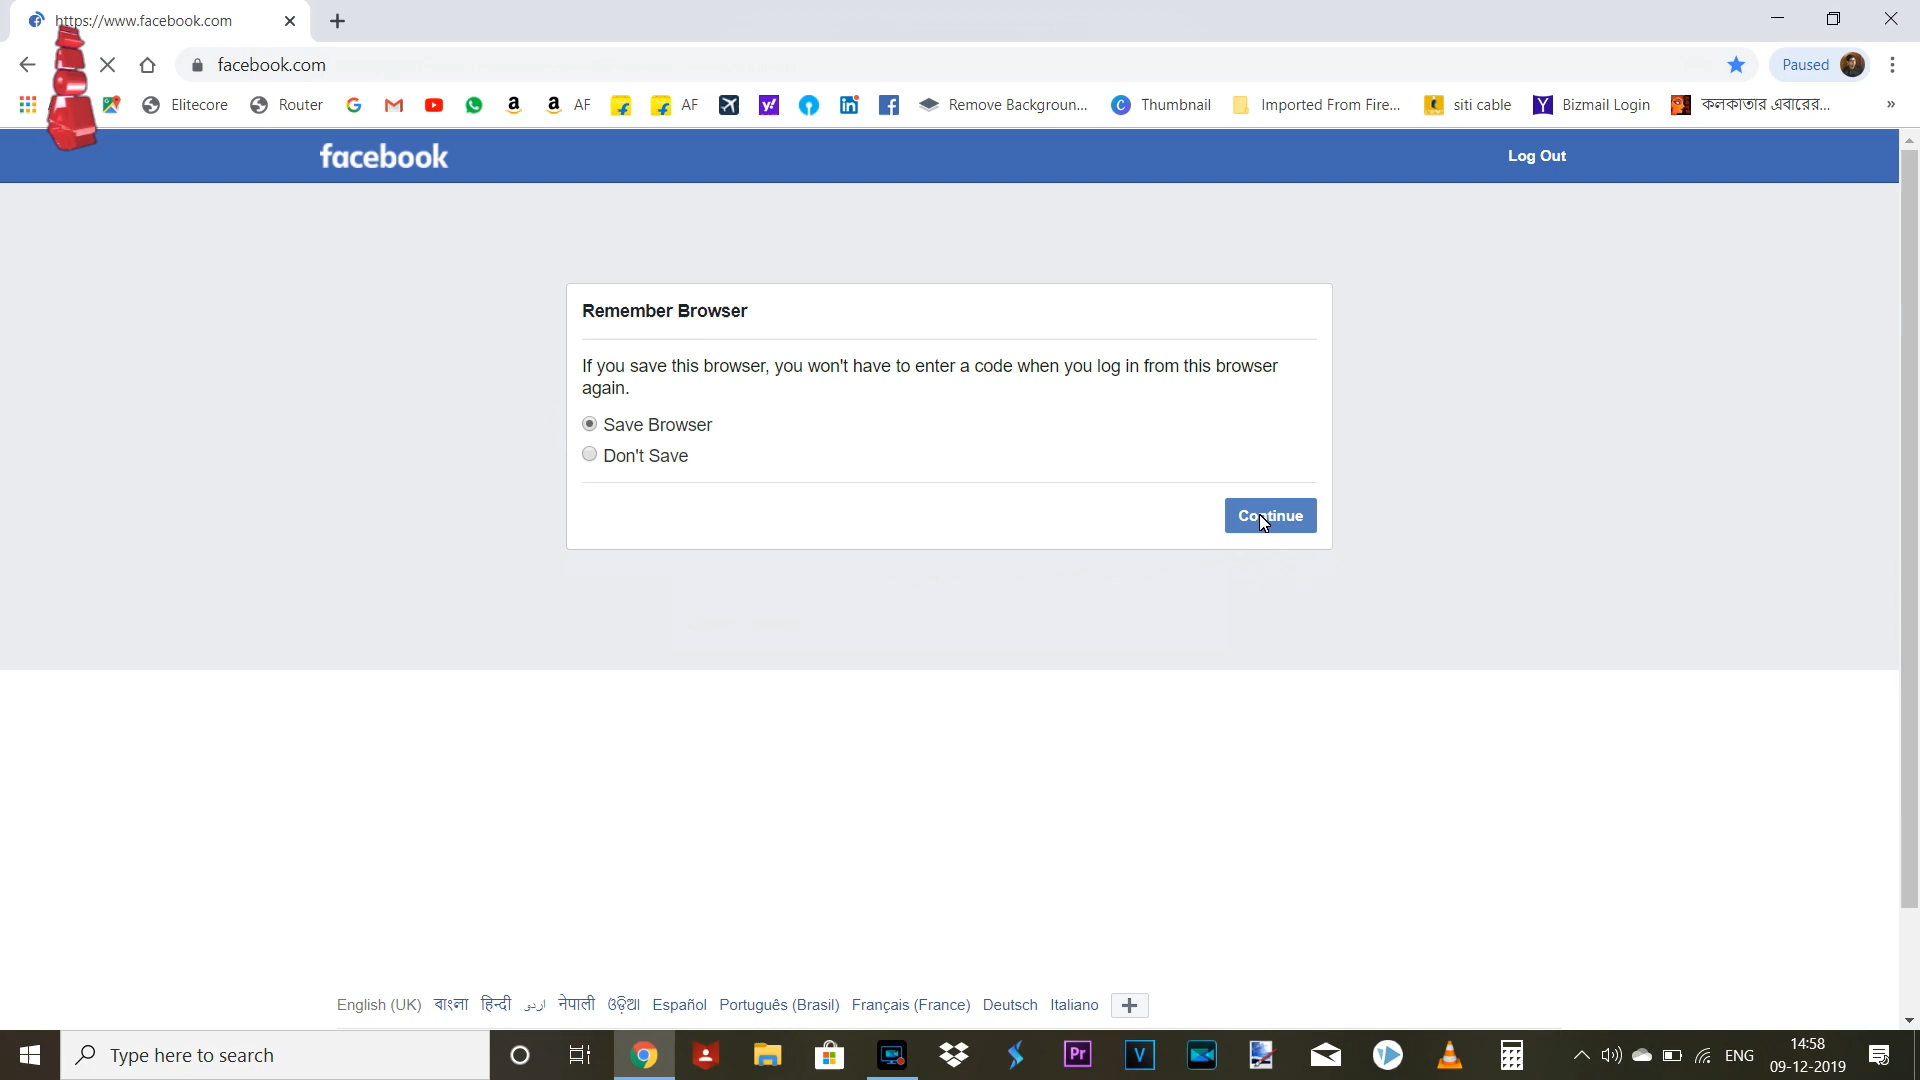 https://www.facebook.com
facebook.com
Paused
Elitecore
Router
AF
AF
Remove Backgroun...
Thumbnail
Imported From Fire...
siti cable
Bizmail Login
কলকাতার এবারের...
facebook
Log Out
Remember Browser
If you save this browser, you won't have to enter a code when you log in from this browser
again.
Save Browser
Don't Save
Continue
English (UK) বাংলা हिन्दी اردو नेपाली ଓଡ଼ିଆ Español Português (Brasil) Français (France) Deutsch Italiano
Type here to search
Pr
V
ENG
14:58
09-12-2019